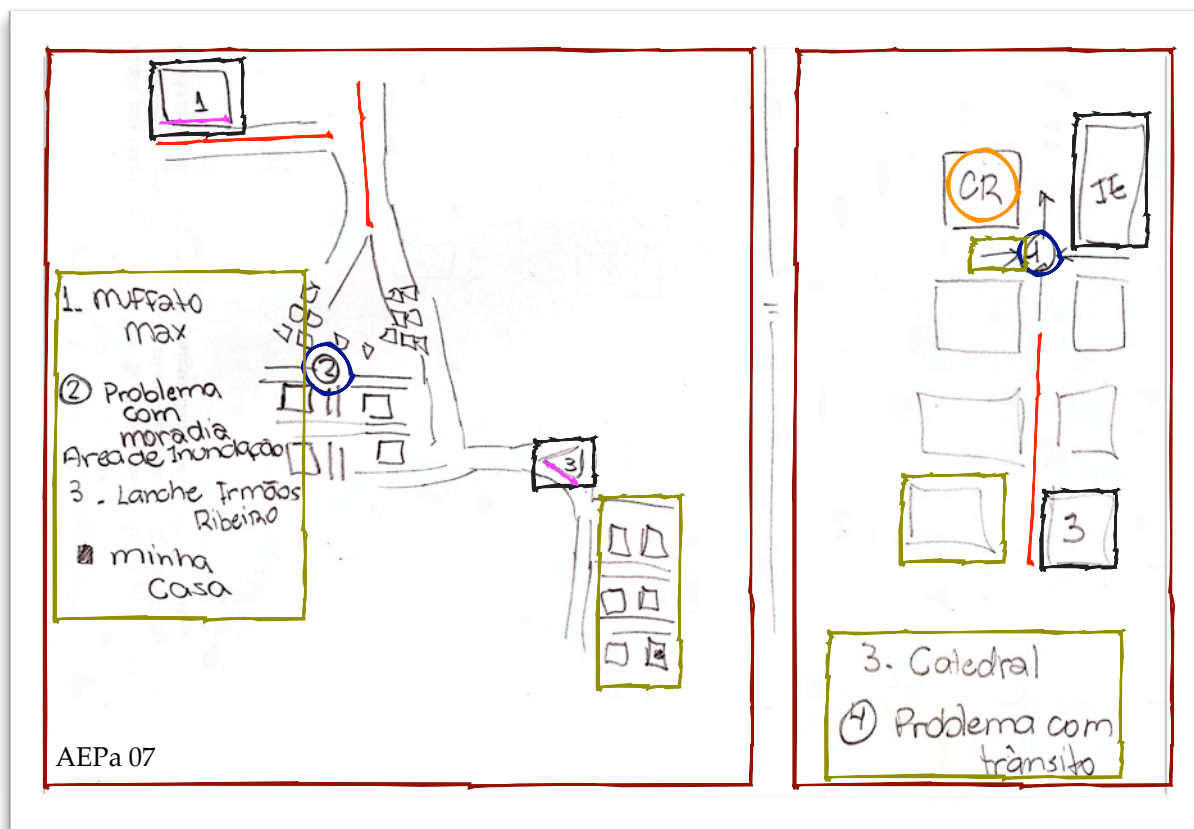 1
1. Muffato
Max
② Problema
com
moradia
Area de Inundação
3. Lanche Irmãos
Ribeiro
minha
Casa
2
3
AEPa 07
CR
IE
4
3
3. Catedral
④ Problema com
trânsito